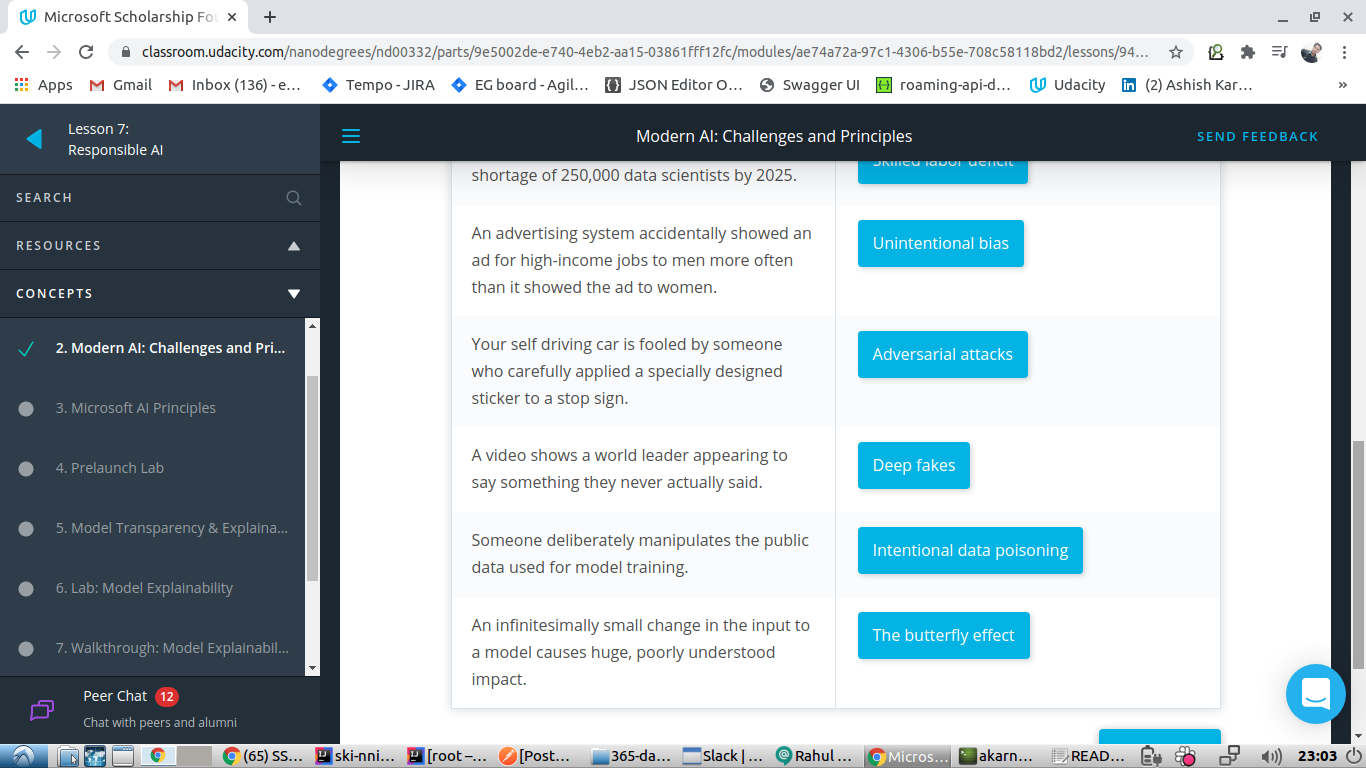 Microsoft Scholarship Fou
classroom.udacity.com/nanodegrees/nd00332/parts/9e5002de-e740-4eb2-aa15-03861fff12fc/modules/ae74a72a-97c1-4306-b55e-708c58118bd2/lessons/94...
Apps Gmail Inbox (136) - e... Tempo - JIRA EG board - Agil... JSON Editor O... Swagger UI roaming-api-d... Udacity (2) Ashish Kar... »
Lesson 7:
Responsible AI
Modern AI: Challenges and Principles
SEND FEEDBACK
SEARCH
RESOURCES
CONCEPTS
2. Modern AI: Challenges and Pri...
3. Microsoft AI Principles
4. Prelaunch Lab
5. Model Transparency & Explaina...
6. Lab: Model Explainability
7. Walkthrough: Model Explainabil...
Peer Chat 12
Chat with peers and alumni
Skilled labor deficit
shortage of 250,000 data scientists by 2025.
An advertising system accidentally showed an
ad for high-income jobs to men more often
than it showed the ad to women.
Unintentional bias
Your self driving car is fooled by someone
who carefully applied a specially designed
sticker to a stop sign.
Adversarial attacks
A video shows a world leader appearing to
say something they never actually said.
Deep fakes
Someone deliberately manipulates the public
data used for model training.
Intentional data poisoning
An infinitesimally small change in the input to
a model causes huge, poorly understood
impact.
The butterfly effect
(65) SS... ski-nni... [root –... [Post... 365-da... Slack | ... Rahul ... Micros... akarn... READ... 23:03